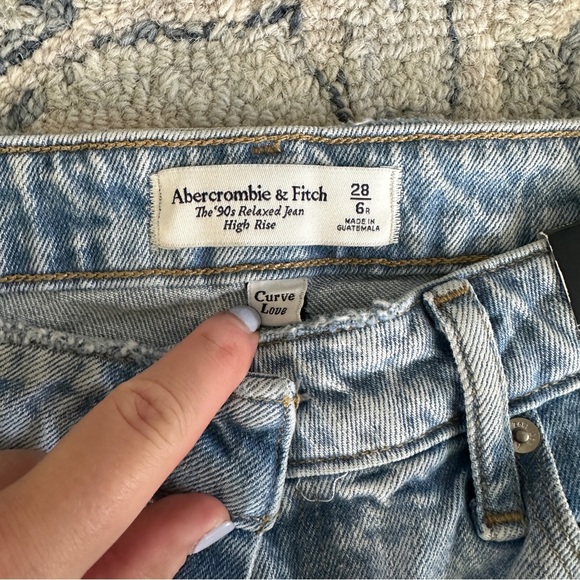 Abercrombie & Fitch
The '90s Relaxed Jean
High Rise
28
6R
MADE IN
GUATEMALA
Curve
Love